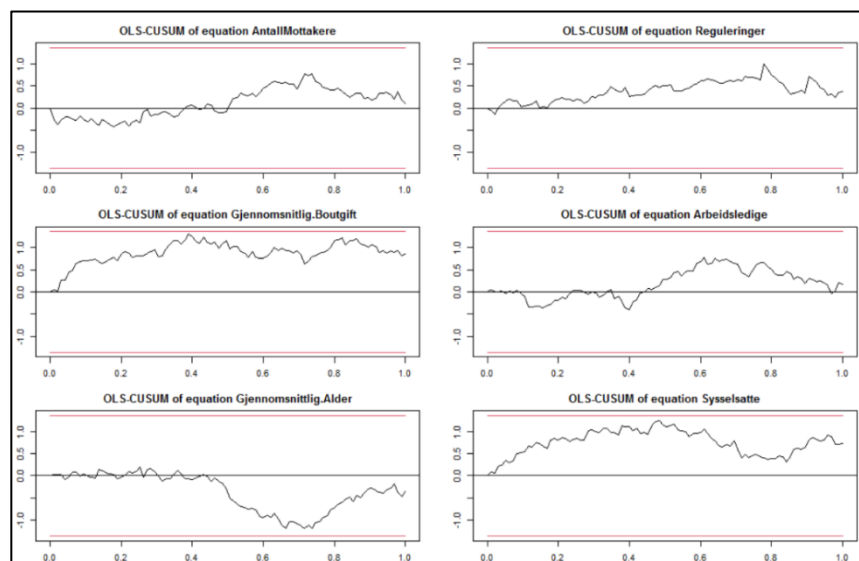 OLS-CUSUM of equation AntallMottakere
1.0
0.5
0.0
-1.0
0.0 0.2 0.4 0.6 0.8 1.0
OLS-CUSUM of equation Reguleringer
1.0
0.5
0.0
-1.0
0.0 0.2 0.4 0.6 0.8 1.0
OLS-CUSUM of equation Gjennomsnitlig.Boutgift
1.0
0.5
0.0
-1.0
0.0 0.2 0.4 0.6 0.8 1.0
OLS-CUSUM of equation Arbeidsledige
1.0
0.5
0.0
-1.0
0.0 0.2 0.4 0.6 0.8 1.0
OLS-CUSUM of equation Gjennomsnittlig.Alder
1.0
0.5
0.0
-1.0
0.0 0.2 0.4 0.6 0.8 1.0
OLS-CUSUM of equation Sysselsatte
1.0
0.5
0.0
-1.0
0.0 0.2 0.4 0.6 0.8 1.0